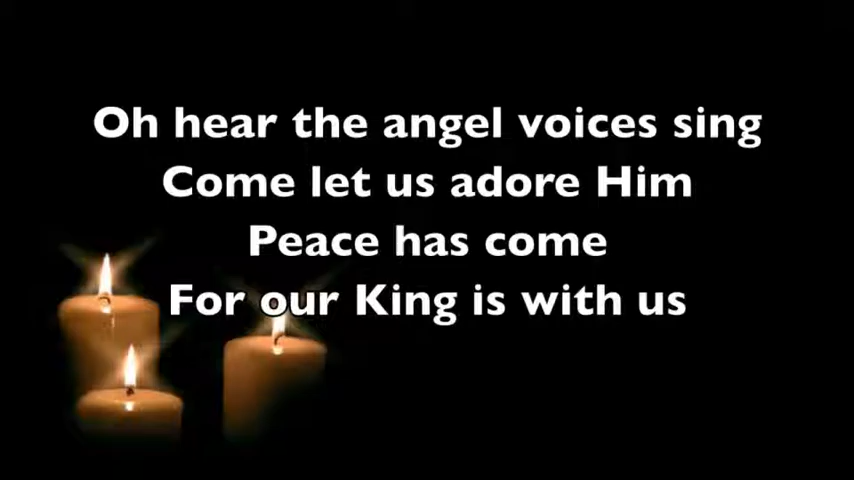 Oh hear the angel voices sing
Come let us adore Him
Peace has come
For our King is with us